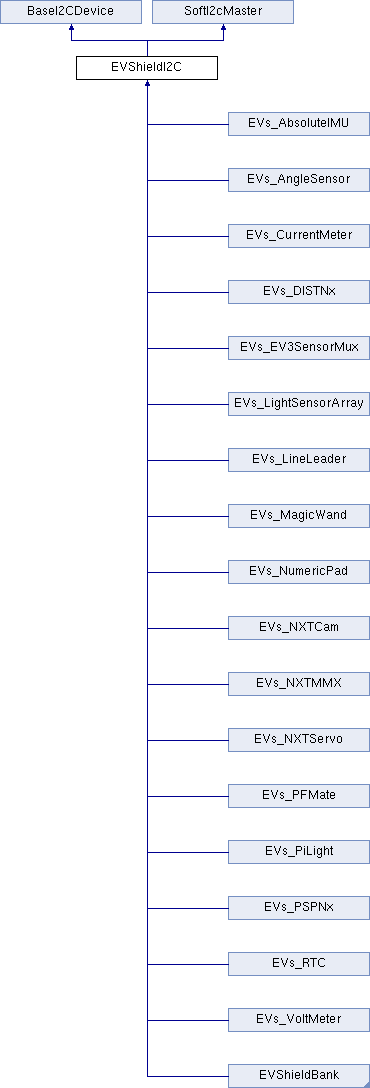 BaseI2CDevice
SoftI2cMaster
EVShieldI2C
EVs_AbsoluteIMU
EVs_AngleSensor
EVs_CurrentMeter
EVs_DISTNx
EVs_EV3SensorMux
EVs_LightSensorArray
EVs_LineLeader
EVs_MagicWand
EVs_NumericPad
EVs_NXTCam
EVs_NXTMMX
EVs_NXTServo
EVs_PFMate
EVs_PiLight
EVs_PSPNx
EVs_RTC
EVs_VoltMeter
EVShieldBank